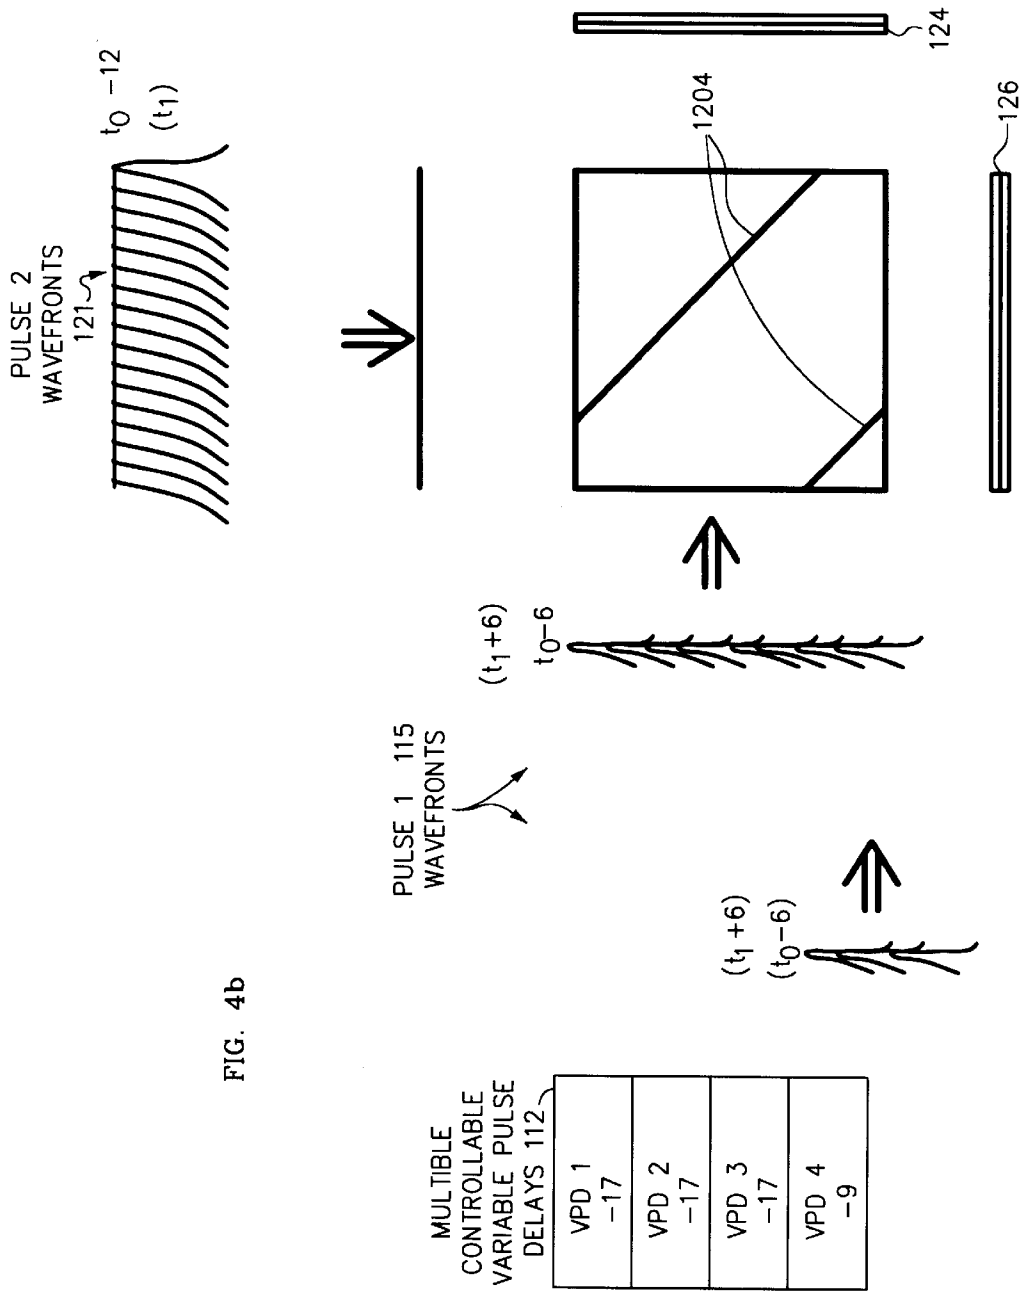 PULSE 2
WAVEFRONTS
121
t0 -12
(t1)
124
1204
126
(t1+6)
t0-6
PULSE 1 115
WAVEFRONTS
(t1+6)
(t0-6)
FIG. 4b
MULTIBLE
CONTROLLABLE
VARIABLE PULSE
DELAYS 112
VPD 1
-17
VPD 2
-17
VPD 3
-17
VPD 4
-9